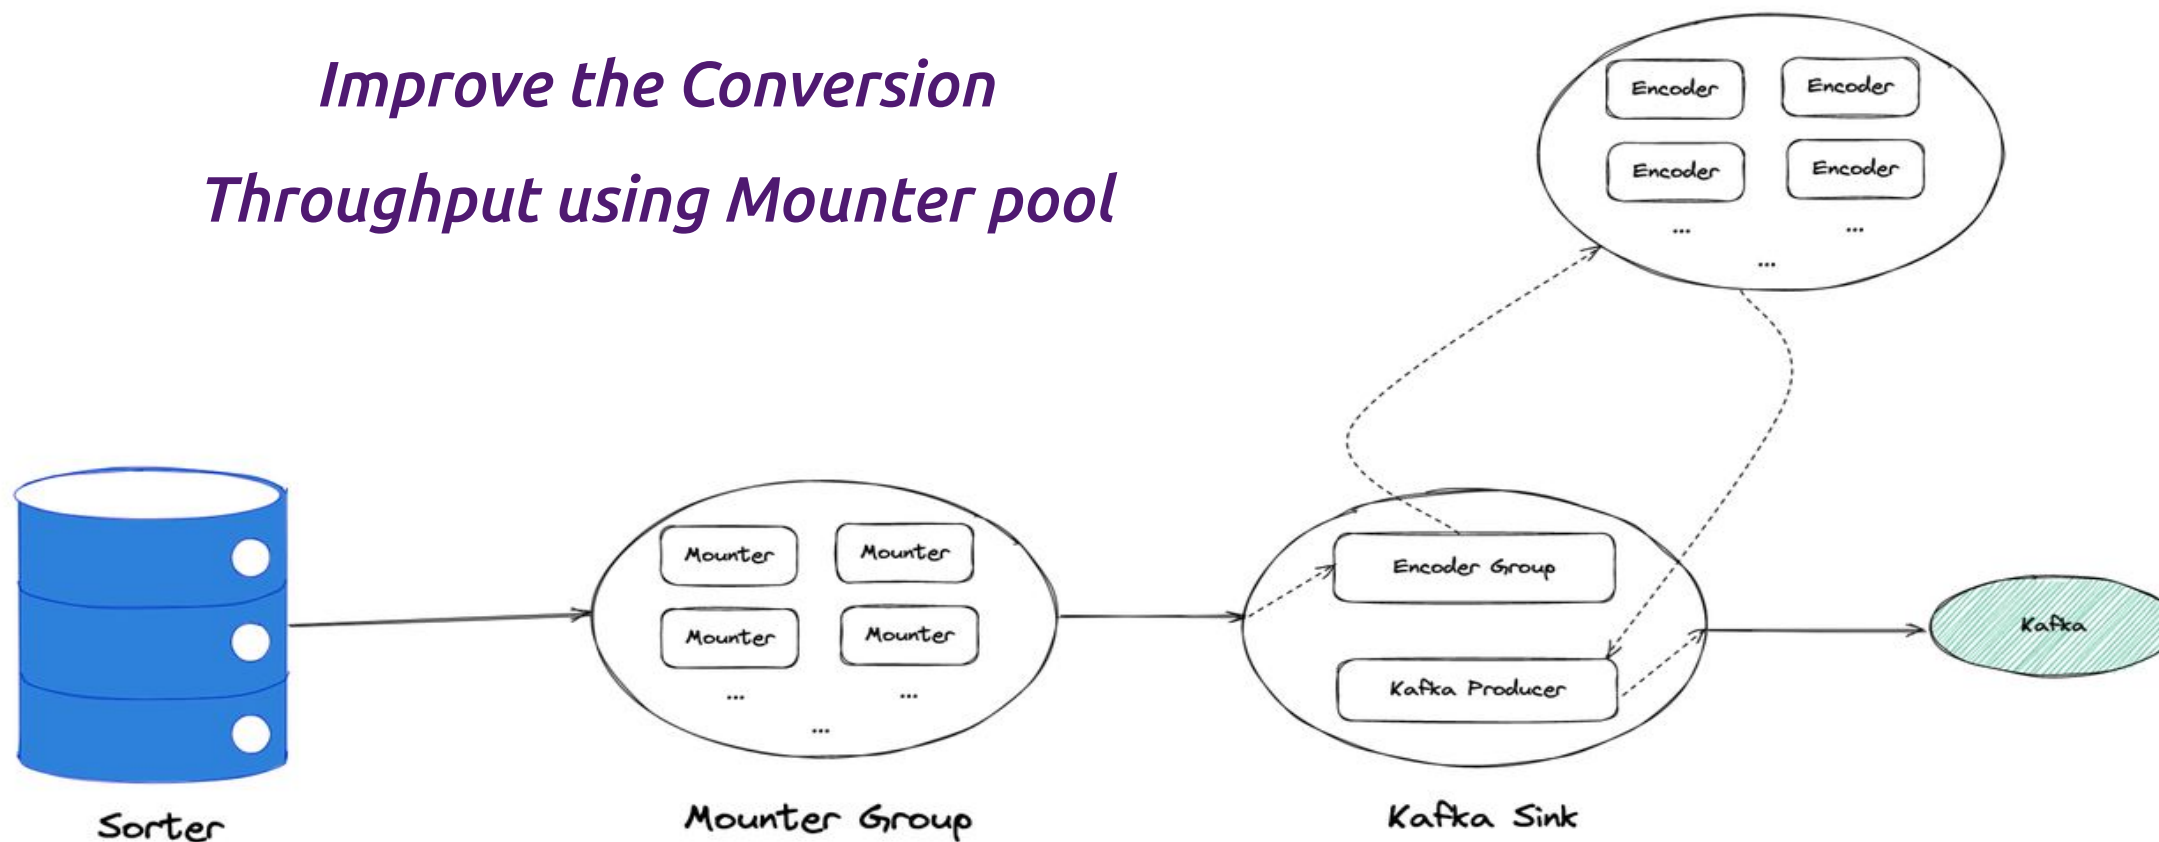 Improve the Conversion
Throughput using Mounter pool
Encoder Encoder
Encoder Encoder
... ...
...
Mounter Mounter
Mounter Mounter
... ...
...
Encoder Group
Kafka Producer
Kafka
Sorter
Mounter Group
Kafka Sink